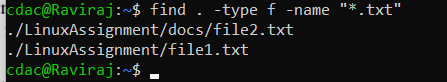 cdac@Raviraj:~$ find . -type f -name "*.txt"
./LinuxAssignment/docs/file2.txt
./LinuxAssignment/file1.txt
cdac@Raviraj:~$